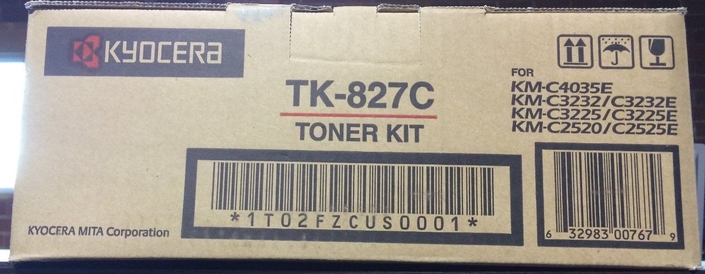 KYOCERA
TK-827C
TONER KIT
FOR
KM-C4035E
KM-C3232/C3232E
KM-C3225/C3225E
KM-C2520/C2525E
*1T02FZCUS0001*
6 32983 00767 9
KYOCERA MITA Corporation